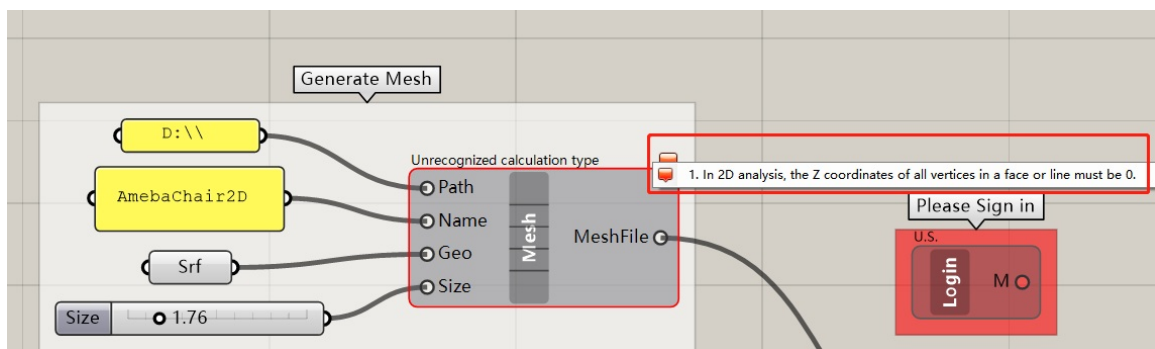 Generate Mesh
D:\\
Unrecognized calculation type
1. In 2D analysis, the Z coordinates of all vertices in a face or line must be 0.
Path
AmebaChair2D
Name
Mesh
MeshFile
Please Sign in
U.S.
Srf
Geo
Login
M
Size
Size
1.76